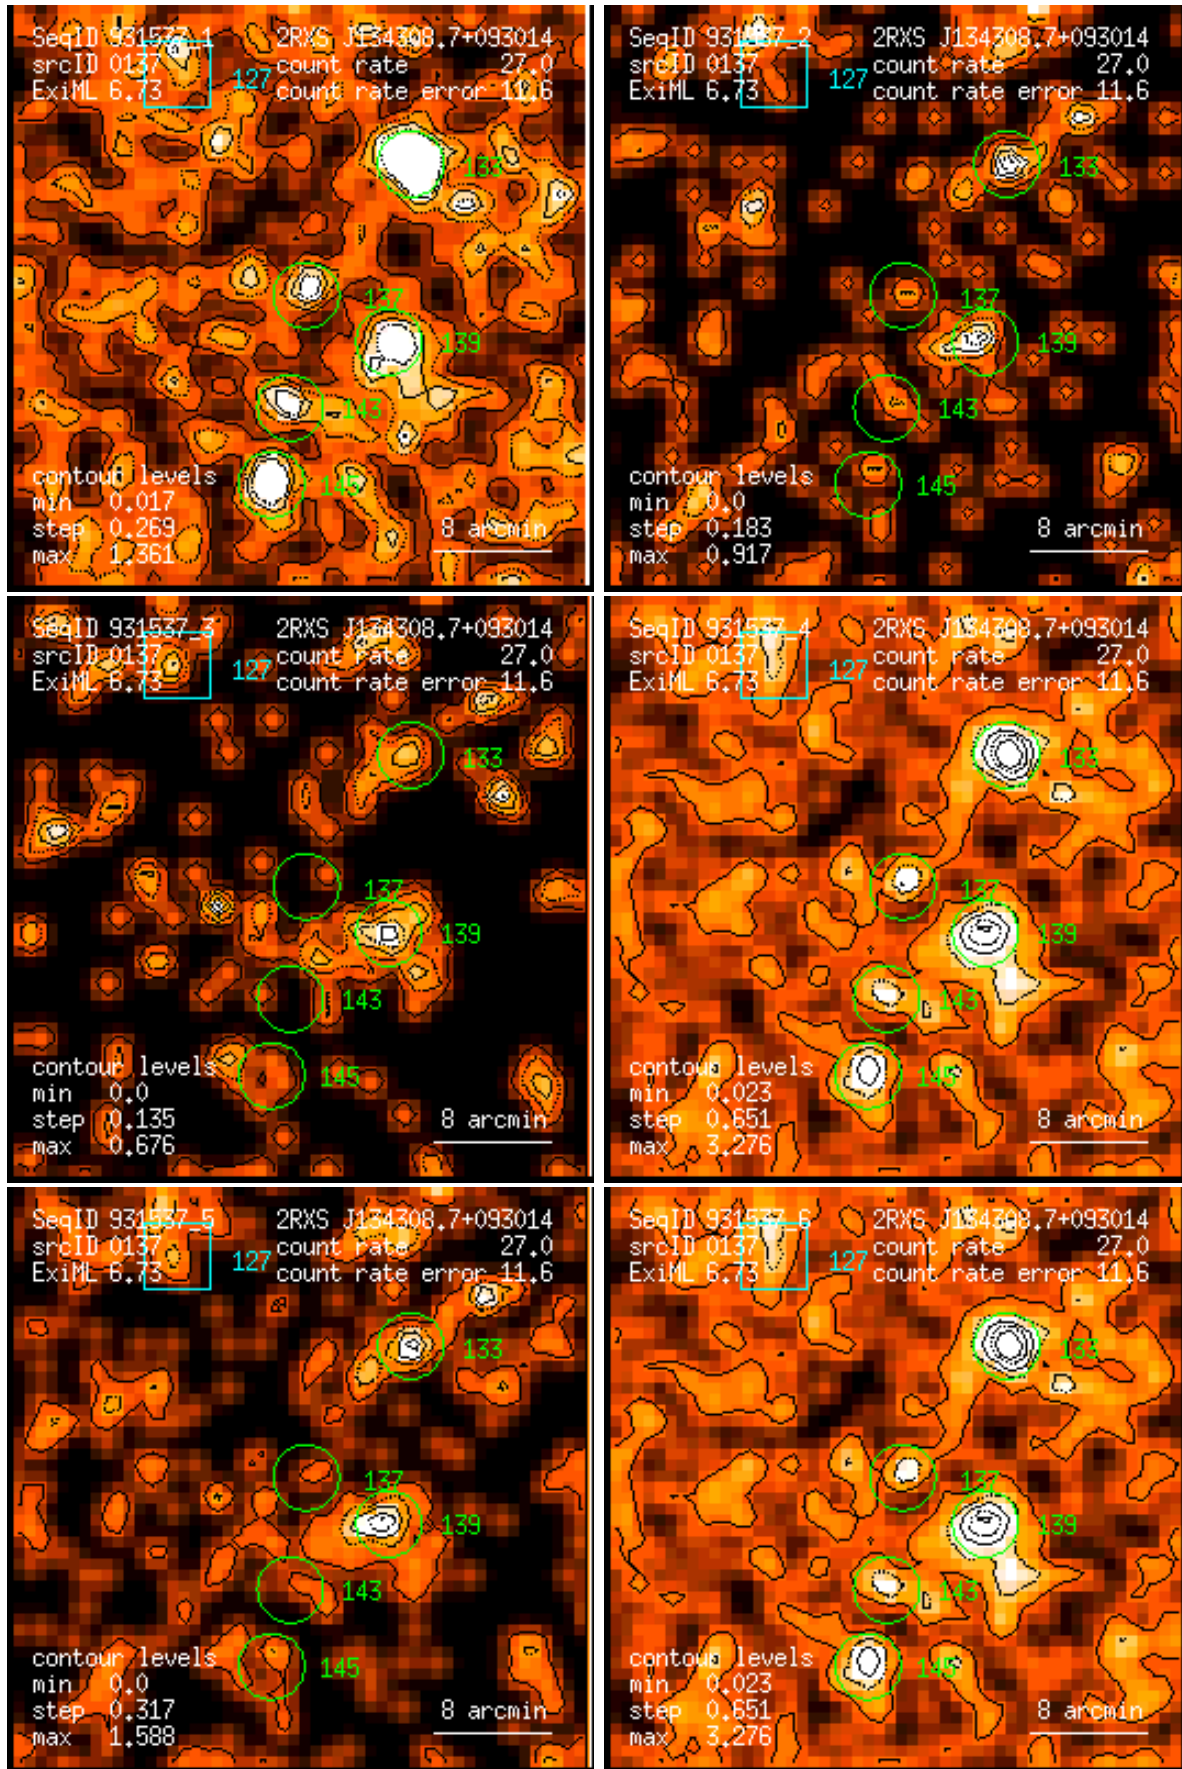 SeqID 931537_1 2RXS J134308.7+093014
srcID 0137 count rate 27.0
ExiML 6.73 127 count rate error 11.6
133
137
139
143
145
contour levels
min 0.017
step 0.269 8 arcmin
max 1.361
SeqID 931537_2 2RXS J134308.7+093014
srcID 0137 count rate 27.0
ExiML 6.73 127 count rate error 11.6
133
137
139
143
145
contour levels
min 0.0
step 0.183 8 arcmin
max 0.917
SeqID 931537_3 2RXS J134308.7+093014
srcID 0137 count rate 27.0
ExiML 6.73 127 count rate error 11.6
133
137
139
143
145
contour levels
min 0.0
step 0.135 8 arcmin
max 0.676
SeqID 931537_4 2RXS J134308.7+093014
srcID 0137 count rate 27.0
ExiML 6.73 127 count rate error 11.6
133
137
139
143
145
contour levels
min 0.023
step 0.651 8 arcmin
max 3.276
SeqID 931537_5 2RXS J134308.7+093014
srcID 0137 count rate 27.0
ExiML 6.73 127 count rate error 11.6
133
137
139
143
145
contour levels
min 0.0
step 0.317 8 arcmin
max 1.588
SeqID 931537_6 2RXS J134308.7+093014
srcID 0137 count rate 27.0
ExiML 6.73 127 count rate error 11.6
133
137
139
143
145
contour levels
min 0.023
step 0.651 8 arcmin
max 3.276